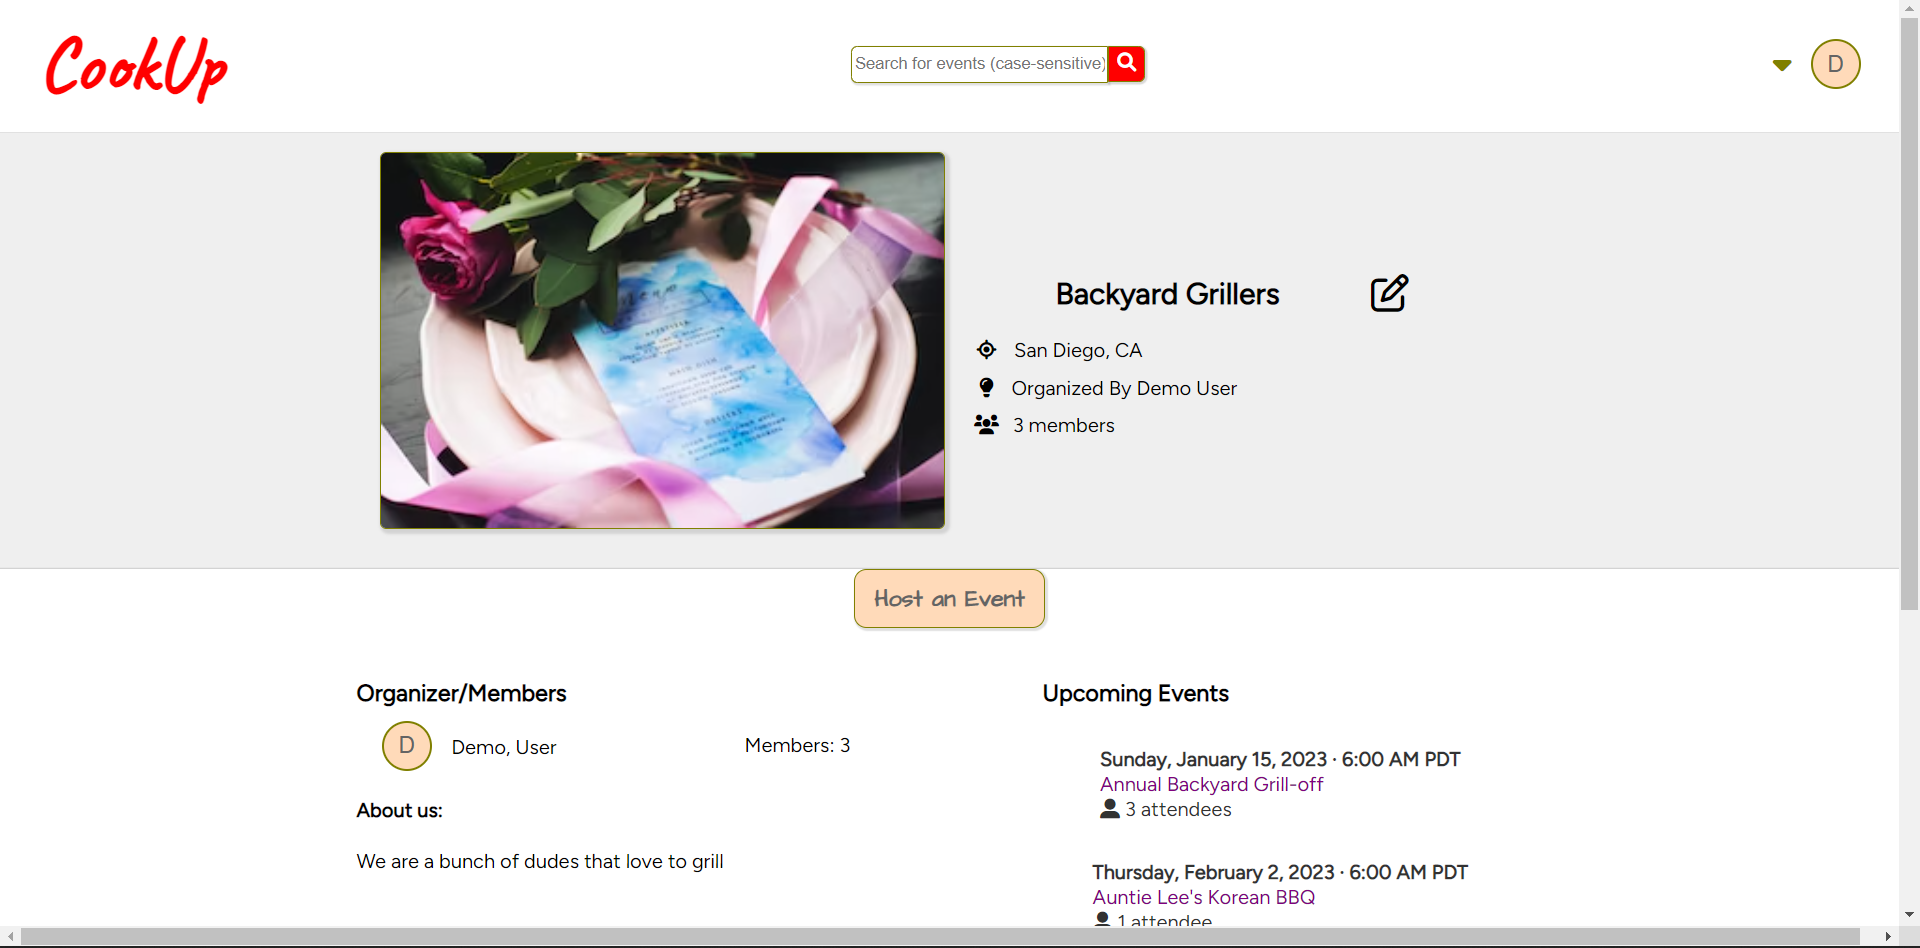 CookUp
Search for events (case-sensitive)
D
Backyard Grillers
San Diego, CA
Organized By Demo User
3 members
Host an Event
Organizer/Members
D
Demo, User
Members: 3
About us:
We are a bunch of dudes that love to grill
Upcoming Events
Sunday, January 15, 2023 · 6:00 AM PDT
Annual Backyard Grill-off
3 attendees
Thursday, February 2, 2023 · 6:00 AM PDT
Auntie Lee's Korean BBQ
1 attendee